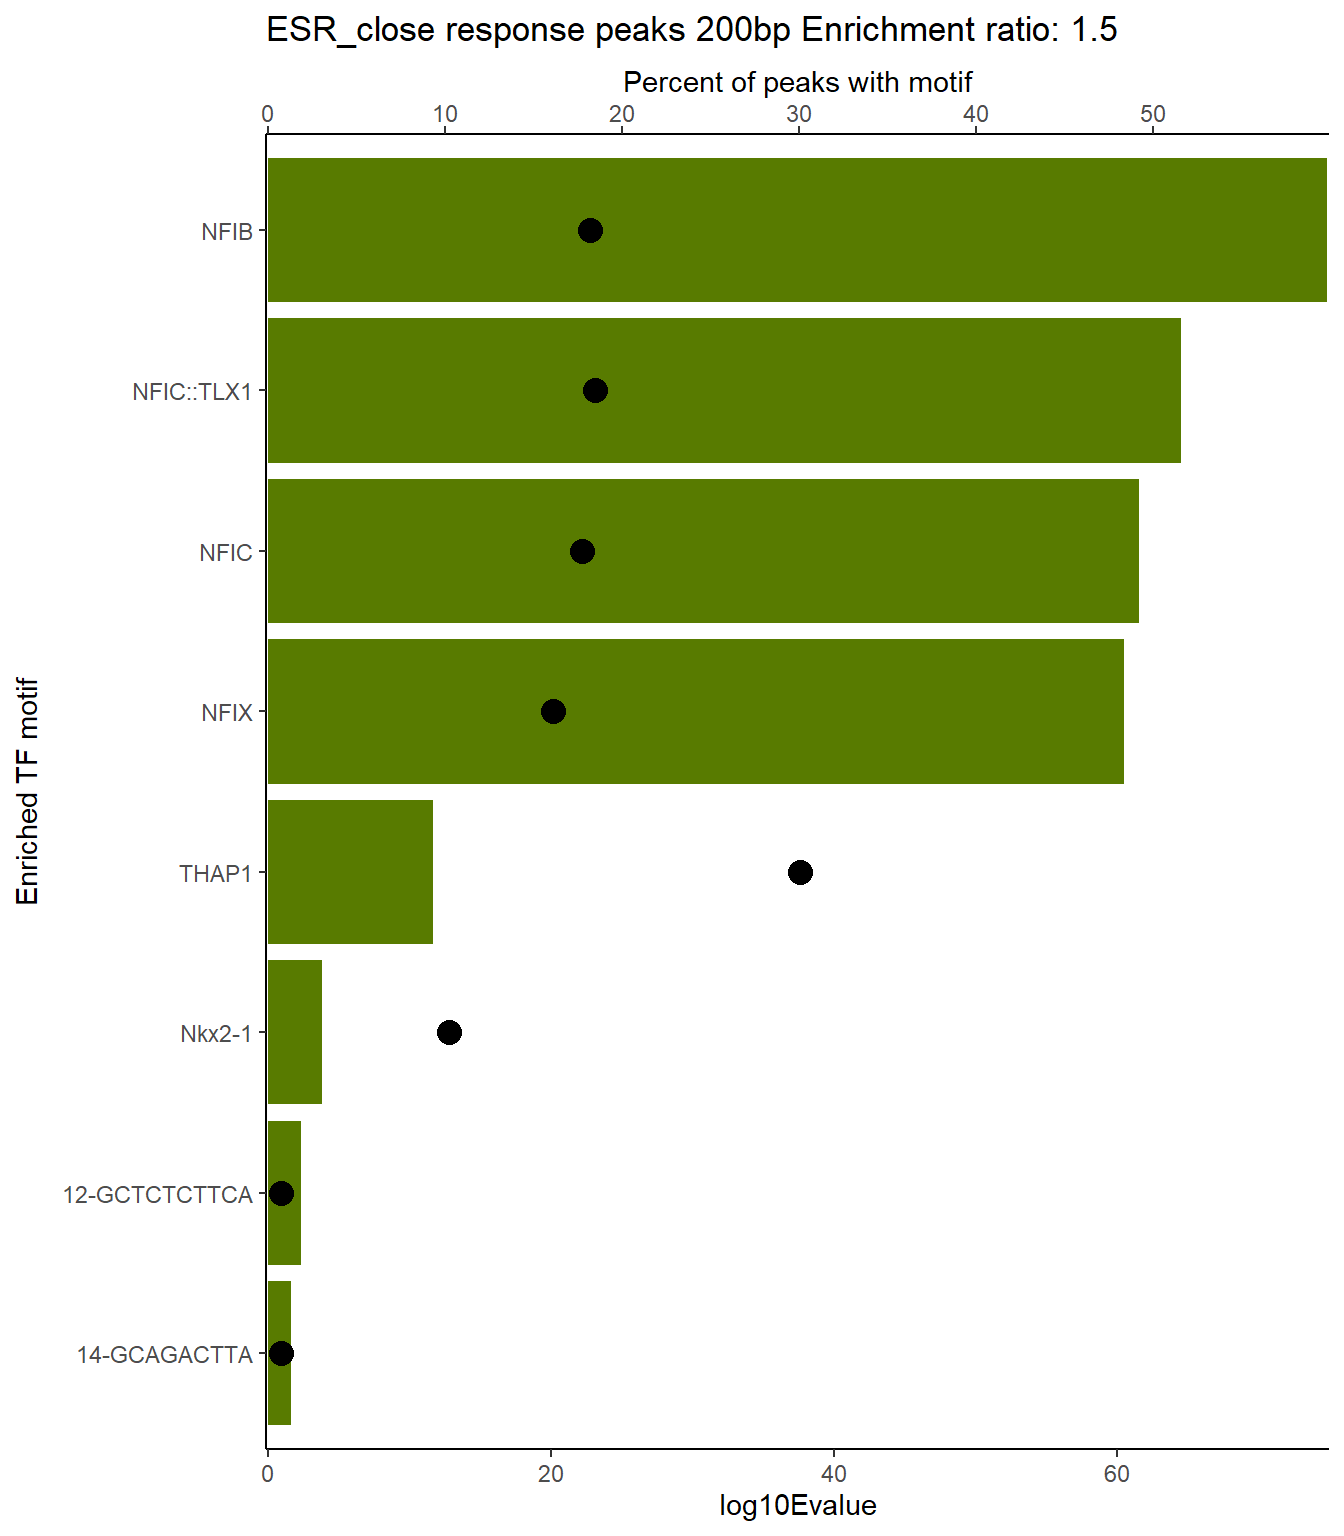 ESR_close response peaks 200bp Enrichment ratio: 1.5
Percent of peaks with motif
0 10 20 30 40 50
NFIB
NFIC::TLX1
NFIC
NFIX
THAP1
Nkx2-1
12-GCTCTCTTCA
14-GCAGACTTA
Enriched TF motif
0 20 40 60
log10Evalue